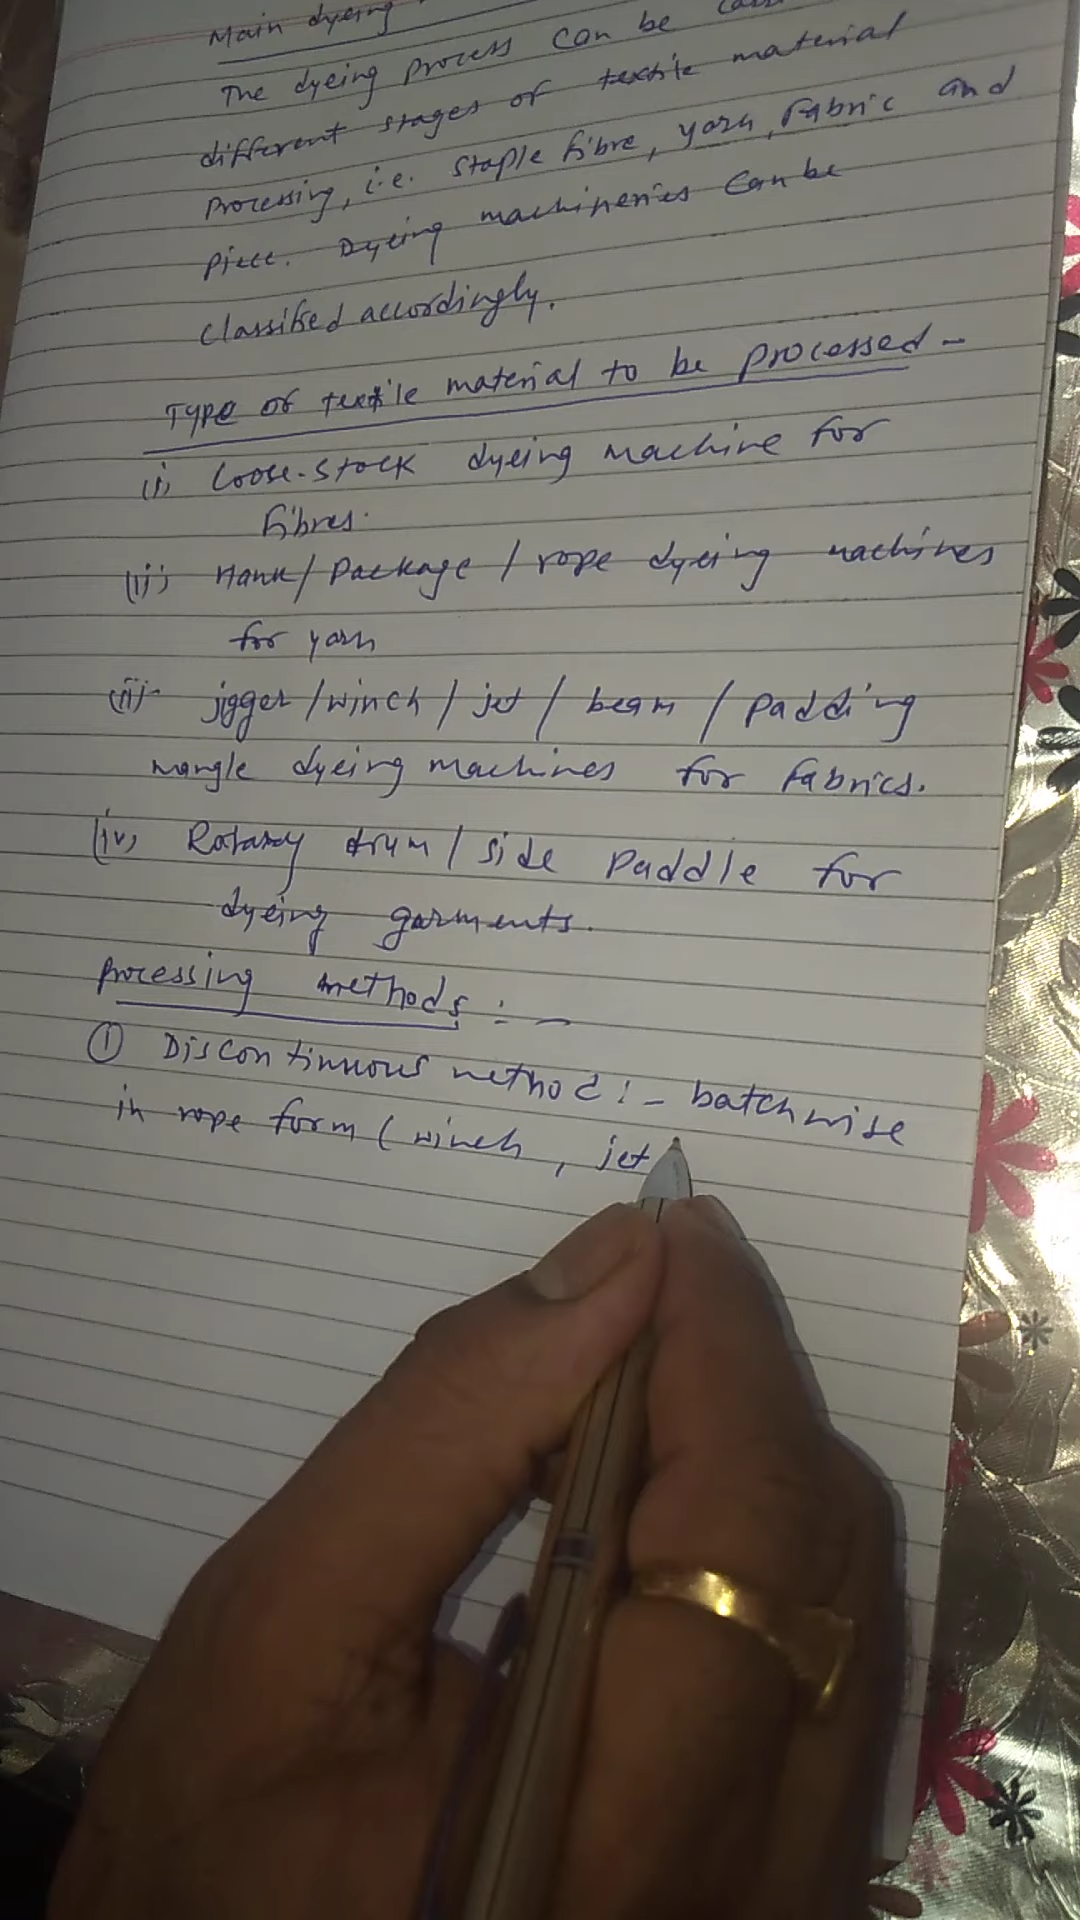 Main dyeing
The dyeing process can be
different stages of textile material
Processing, i.e. staple fibre, yarn, fabric and
piece. Dyeing machineries can be
classified accordingly.
Type of textile material to be processed -
(i) Loose-stock dyeing machine for
fibres.
(ii) Hank/ Package / rope dyeing machines
for yarn
(iii) jigger / winch / jet / beam / padding
mangle dyeing machines for fabrics.
(iv) Rotary drum / side paddle for
dyeing garments.
Processing methods :-
① Discontinuous method :- batchwise
in rope form ( winch , jet